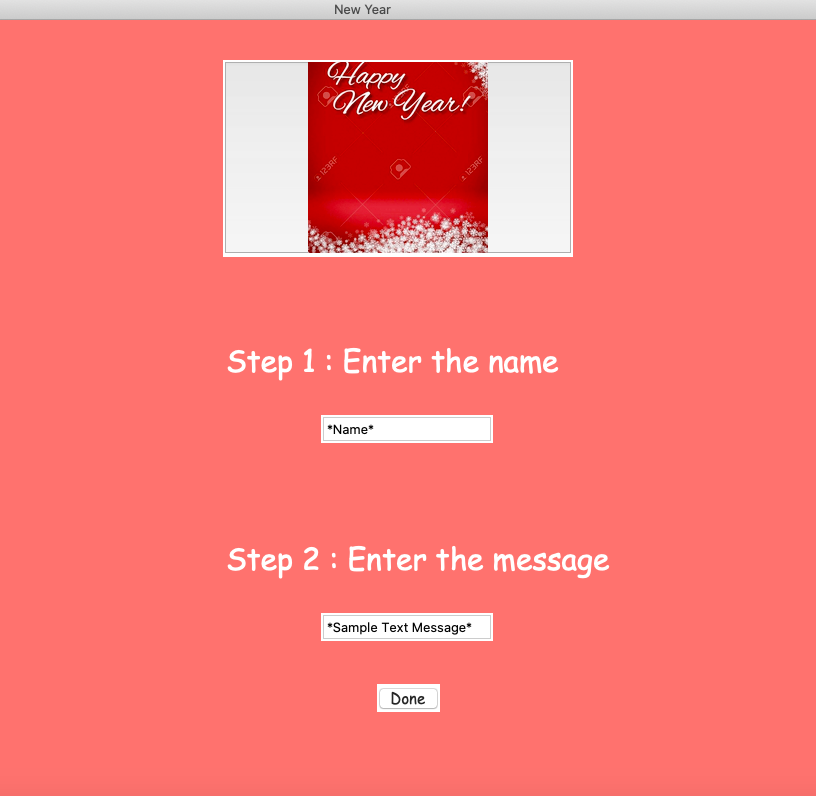 New Year
Happy
New Year!
123RF
123RF
Step 1 : Enter the name
*Name*
Step 2 : Enter the message
*Sample Text Message*
Done